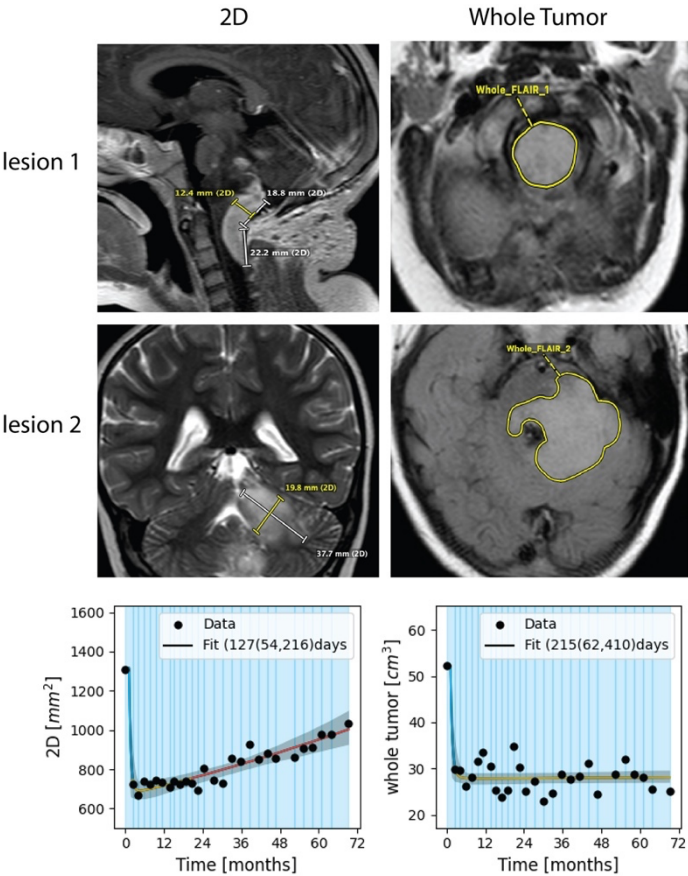 2D Whole Tumor
lesion 1
Whole_FLAIR_1
12.4 mm (2D) 18.8 mm (2D)
22.2 mm (2D)
lesion 2
Whole_FLAIR_2
19.8 mm (2D)
37.7 mm (2D)
2D [mm²]
1600
1400
1200
1000
800
600
Data
Fit (127(54,216)days
0 12 24 36 48 60 72
Time [months]
whole tumor [cm³]
60
50
40
30
20
Data
Fit (215(62,410)days
0 12 24 36 48 60 72
Time [months]